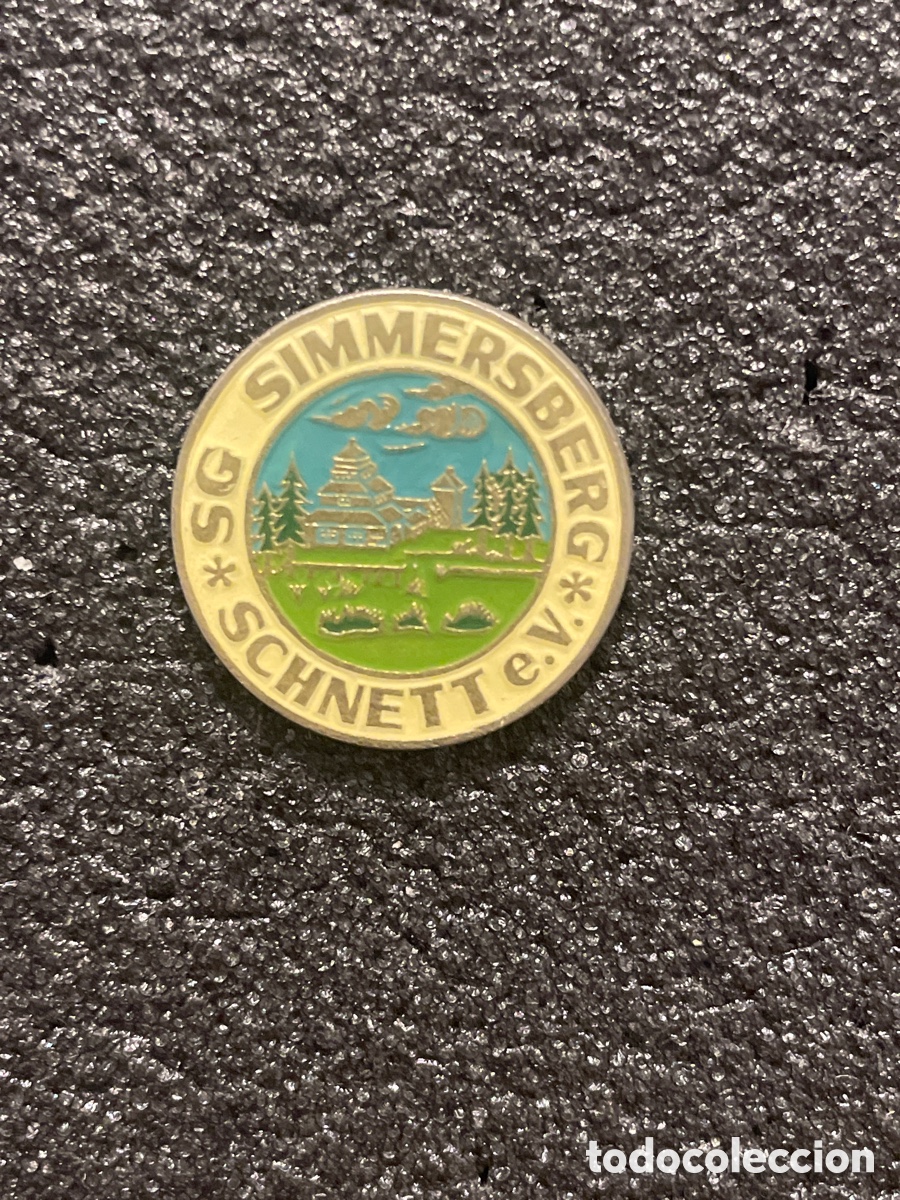 SG SIMMERSBERG
* SCHNETT e.V. *
todocoleccion